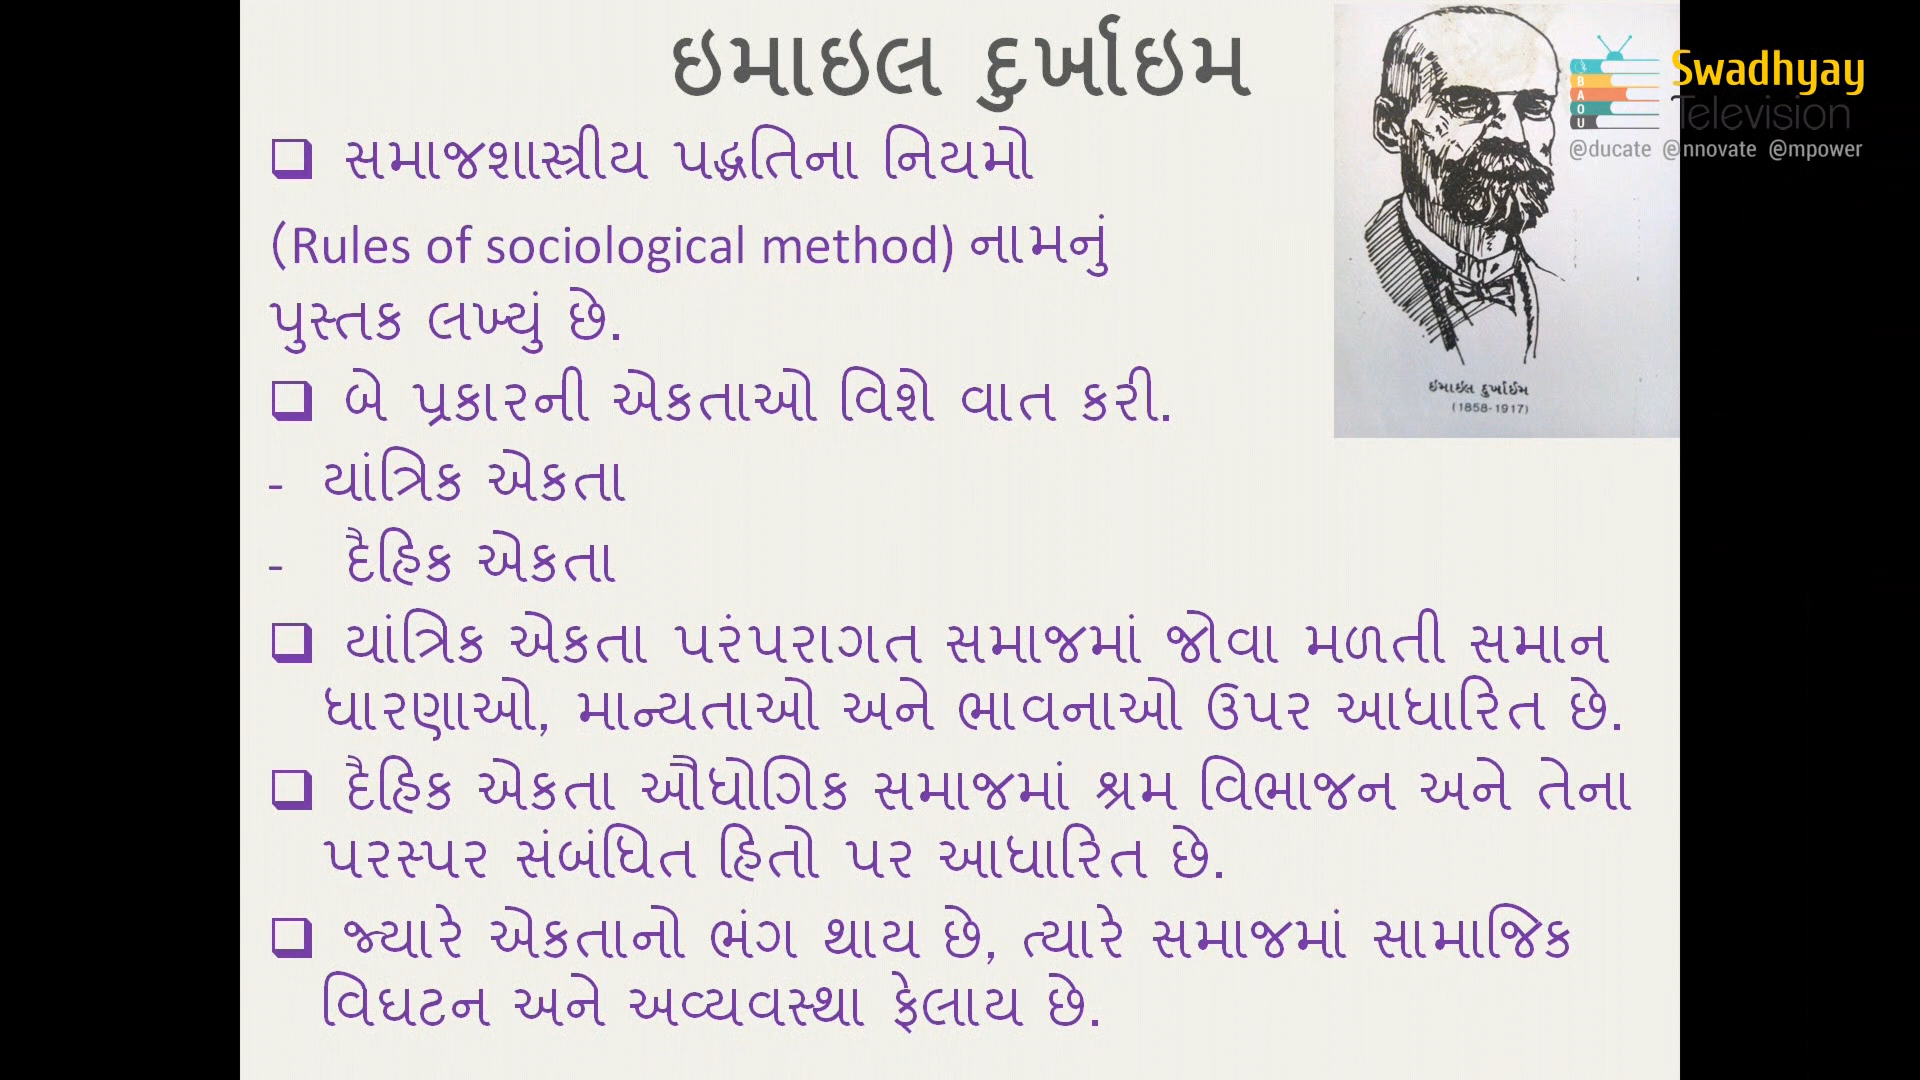 ઇમાઇલ દુર્ખાઇમ
❑ સમાજશાસ્ત્રીય પદ્ધતિના નિયમો
(Rules of sociological method) નામનું
પુસ્તક લખ્યું છે.
❑ બે પ્રકારની એકતાઓ વિશે વાત કરી.
- યાંત્રિક એકતા
- દૈહિક એકતા
❑ યાંત્રિક એકતા પરંપરાગત સમાજમાં જોવા મળતી સમાન
ધારણાઓ, માન્યતાઓ અને ભાવનાઓ ઉપર આધારિત છે.
❑ દૈહિક એકતા ઔધોગિક સમાજમાં શ્રમ વિભાજન અને તેના
પરસ્પર સંબંધિત હિતો પર આધારિત છે.
❑ જ્યારે એકતાનો ભંગ થાય છે, ત્યારે સમાજમાં સામાજિક
વિઘટન અને અવ્યવસ્થા ફેલાય છે.
ઇમાઇલ દુર્ખાઇમ
(1858-1917)
BAOU
Swadhyay
Television
@ducate @nnovate @mpower